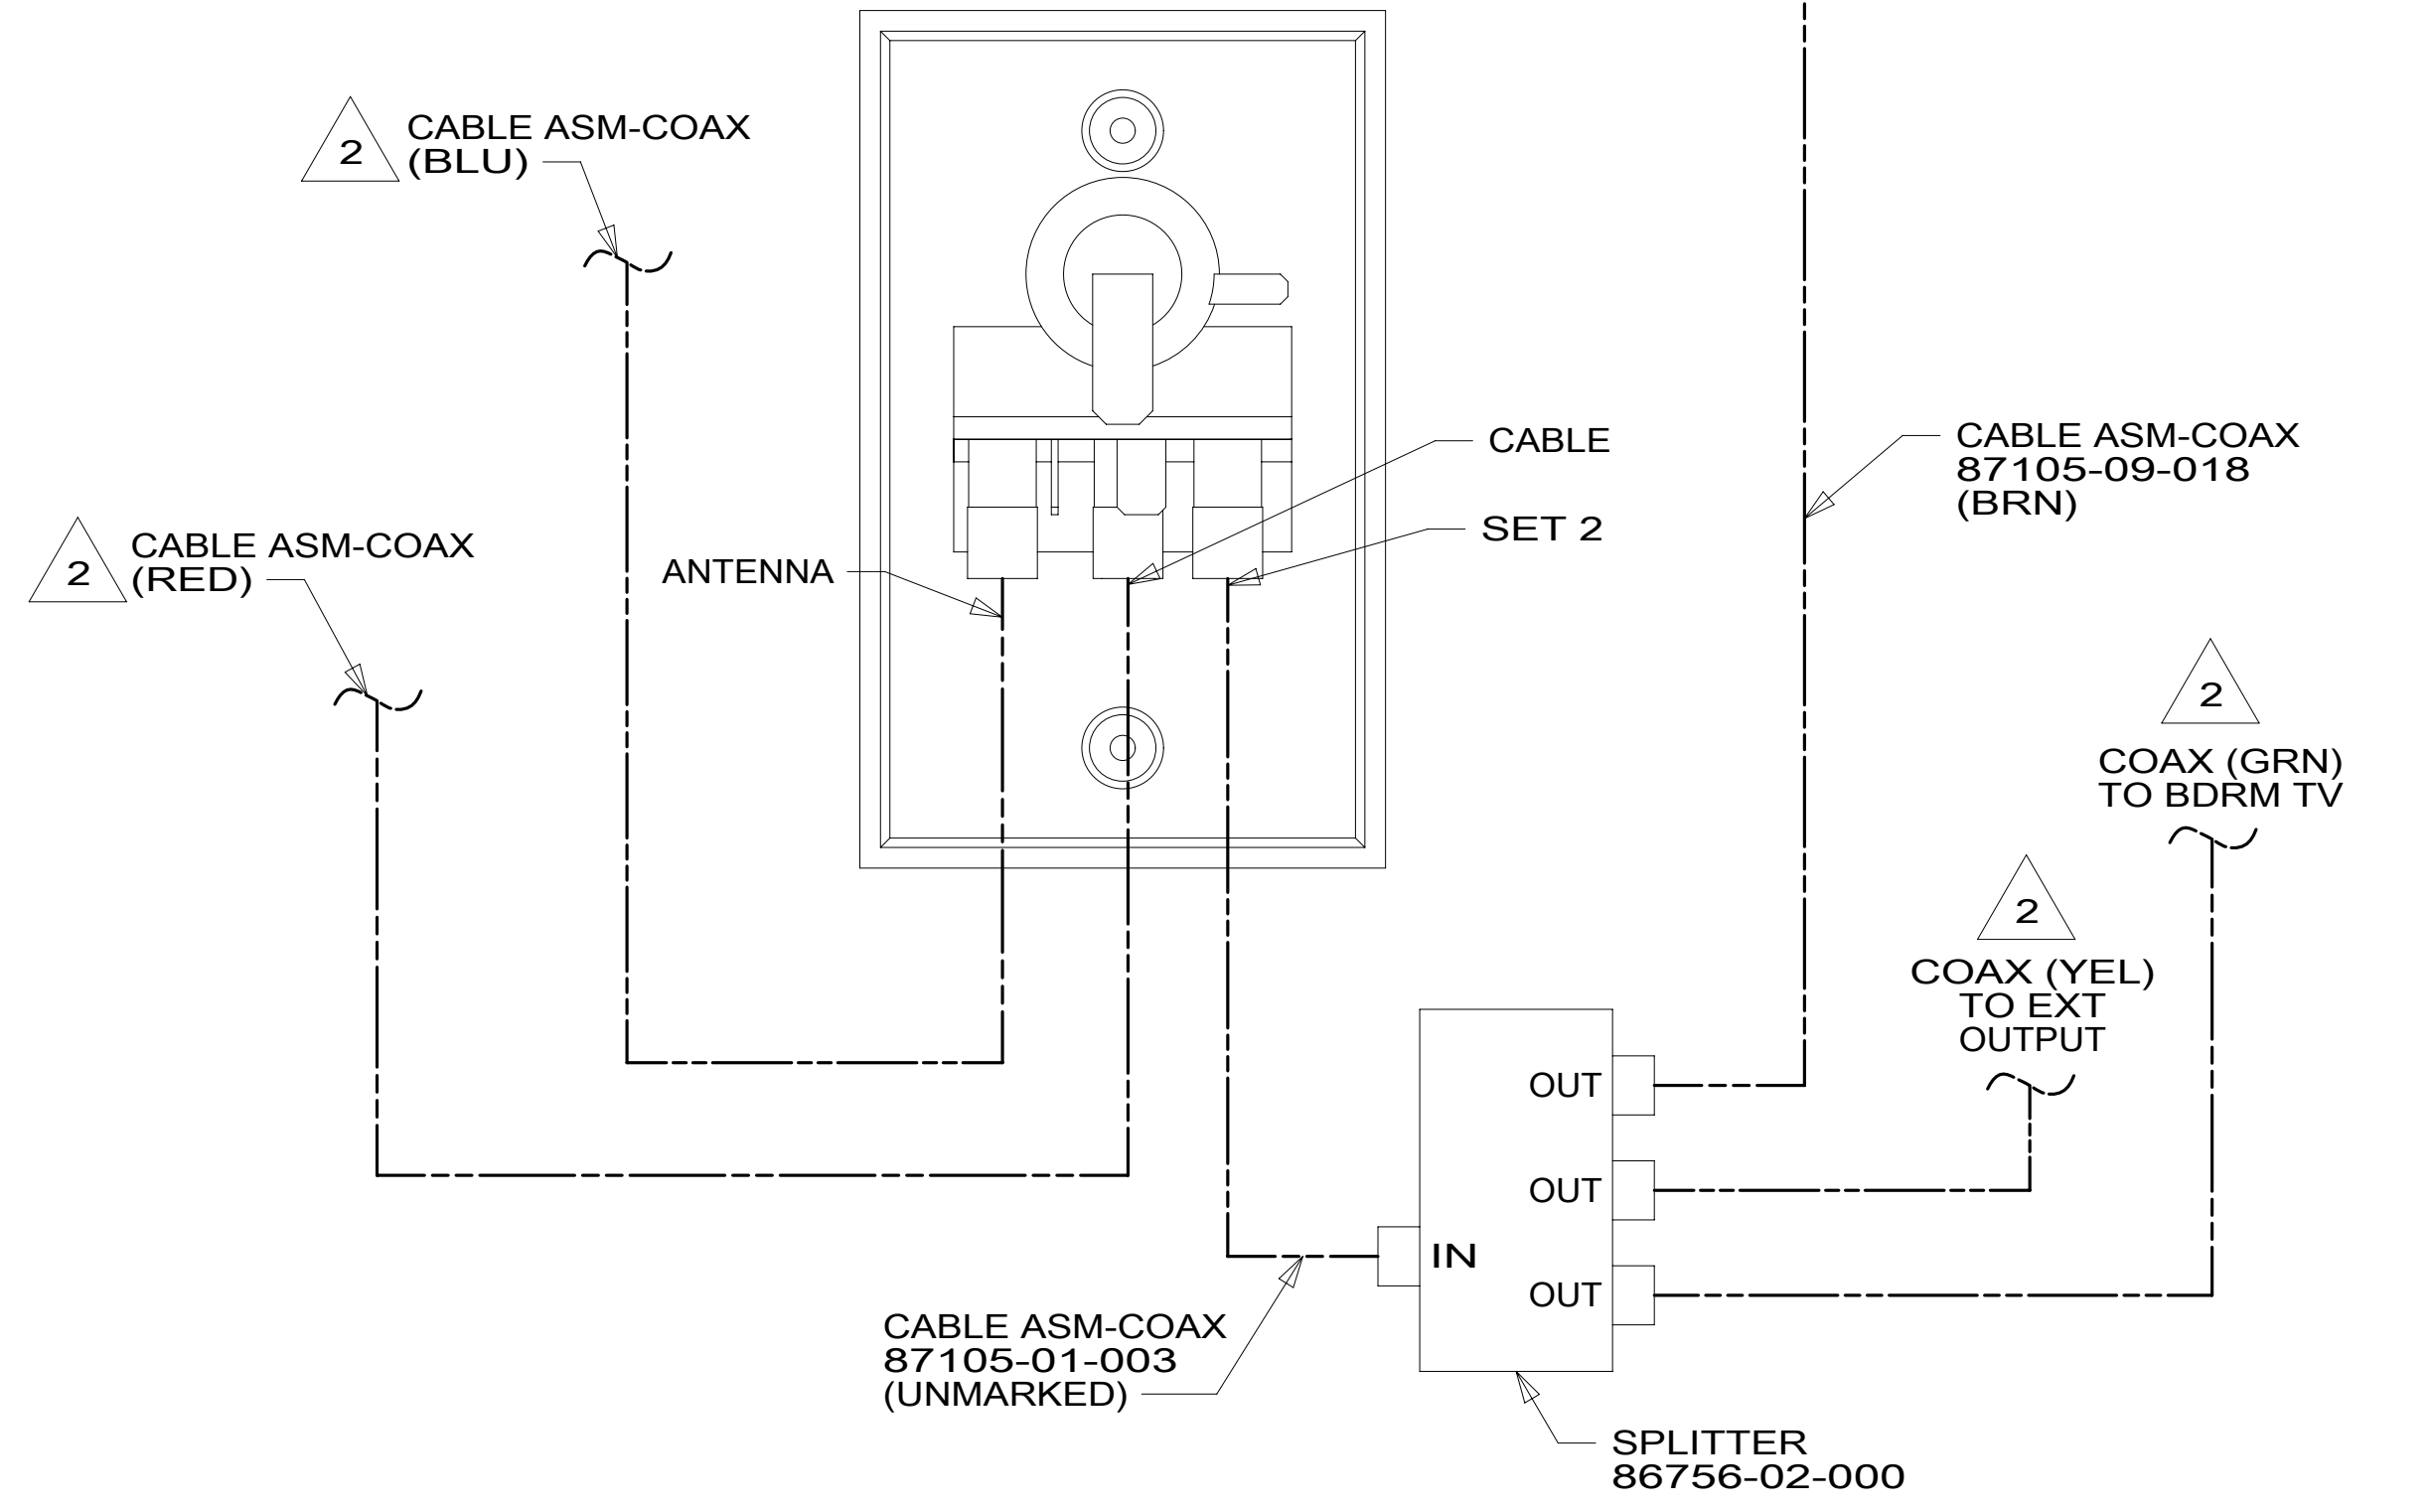 2
CABLE ASM-COAX
(BLU)
CABLE
CABLE ASM-COAX
87105-09-018
(BRN)
SET 2
2
CABLE ASM-COAX
(RED)
ANTENNA
2
COAX (GRN)
TO BDRM TV
2
COAX (YEL)
TO EXT
OUTPUT
OUT
OUT
IN
OUT
CABLE ASM-COAX
87105-01-003
(UNMARKED)
SPLITTER
86756-02-000